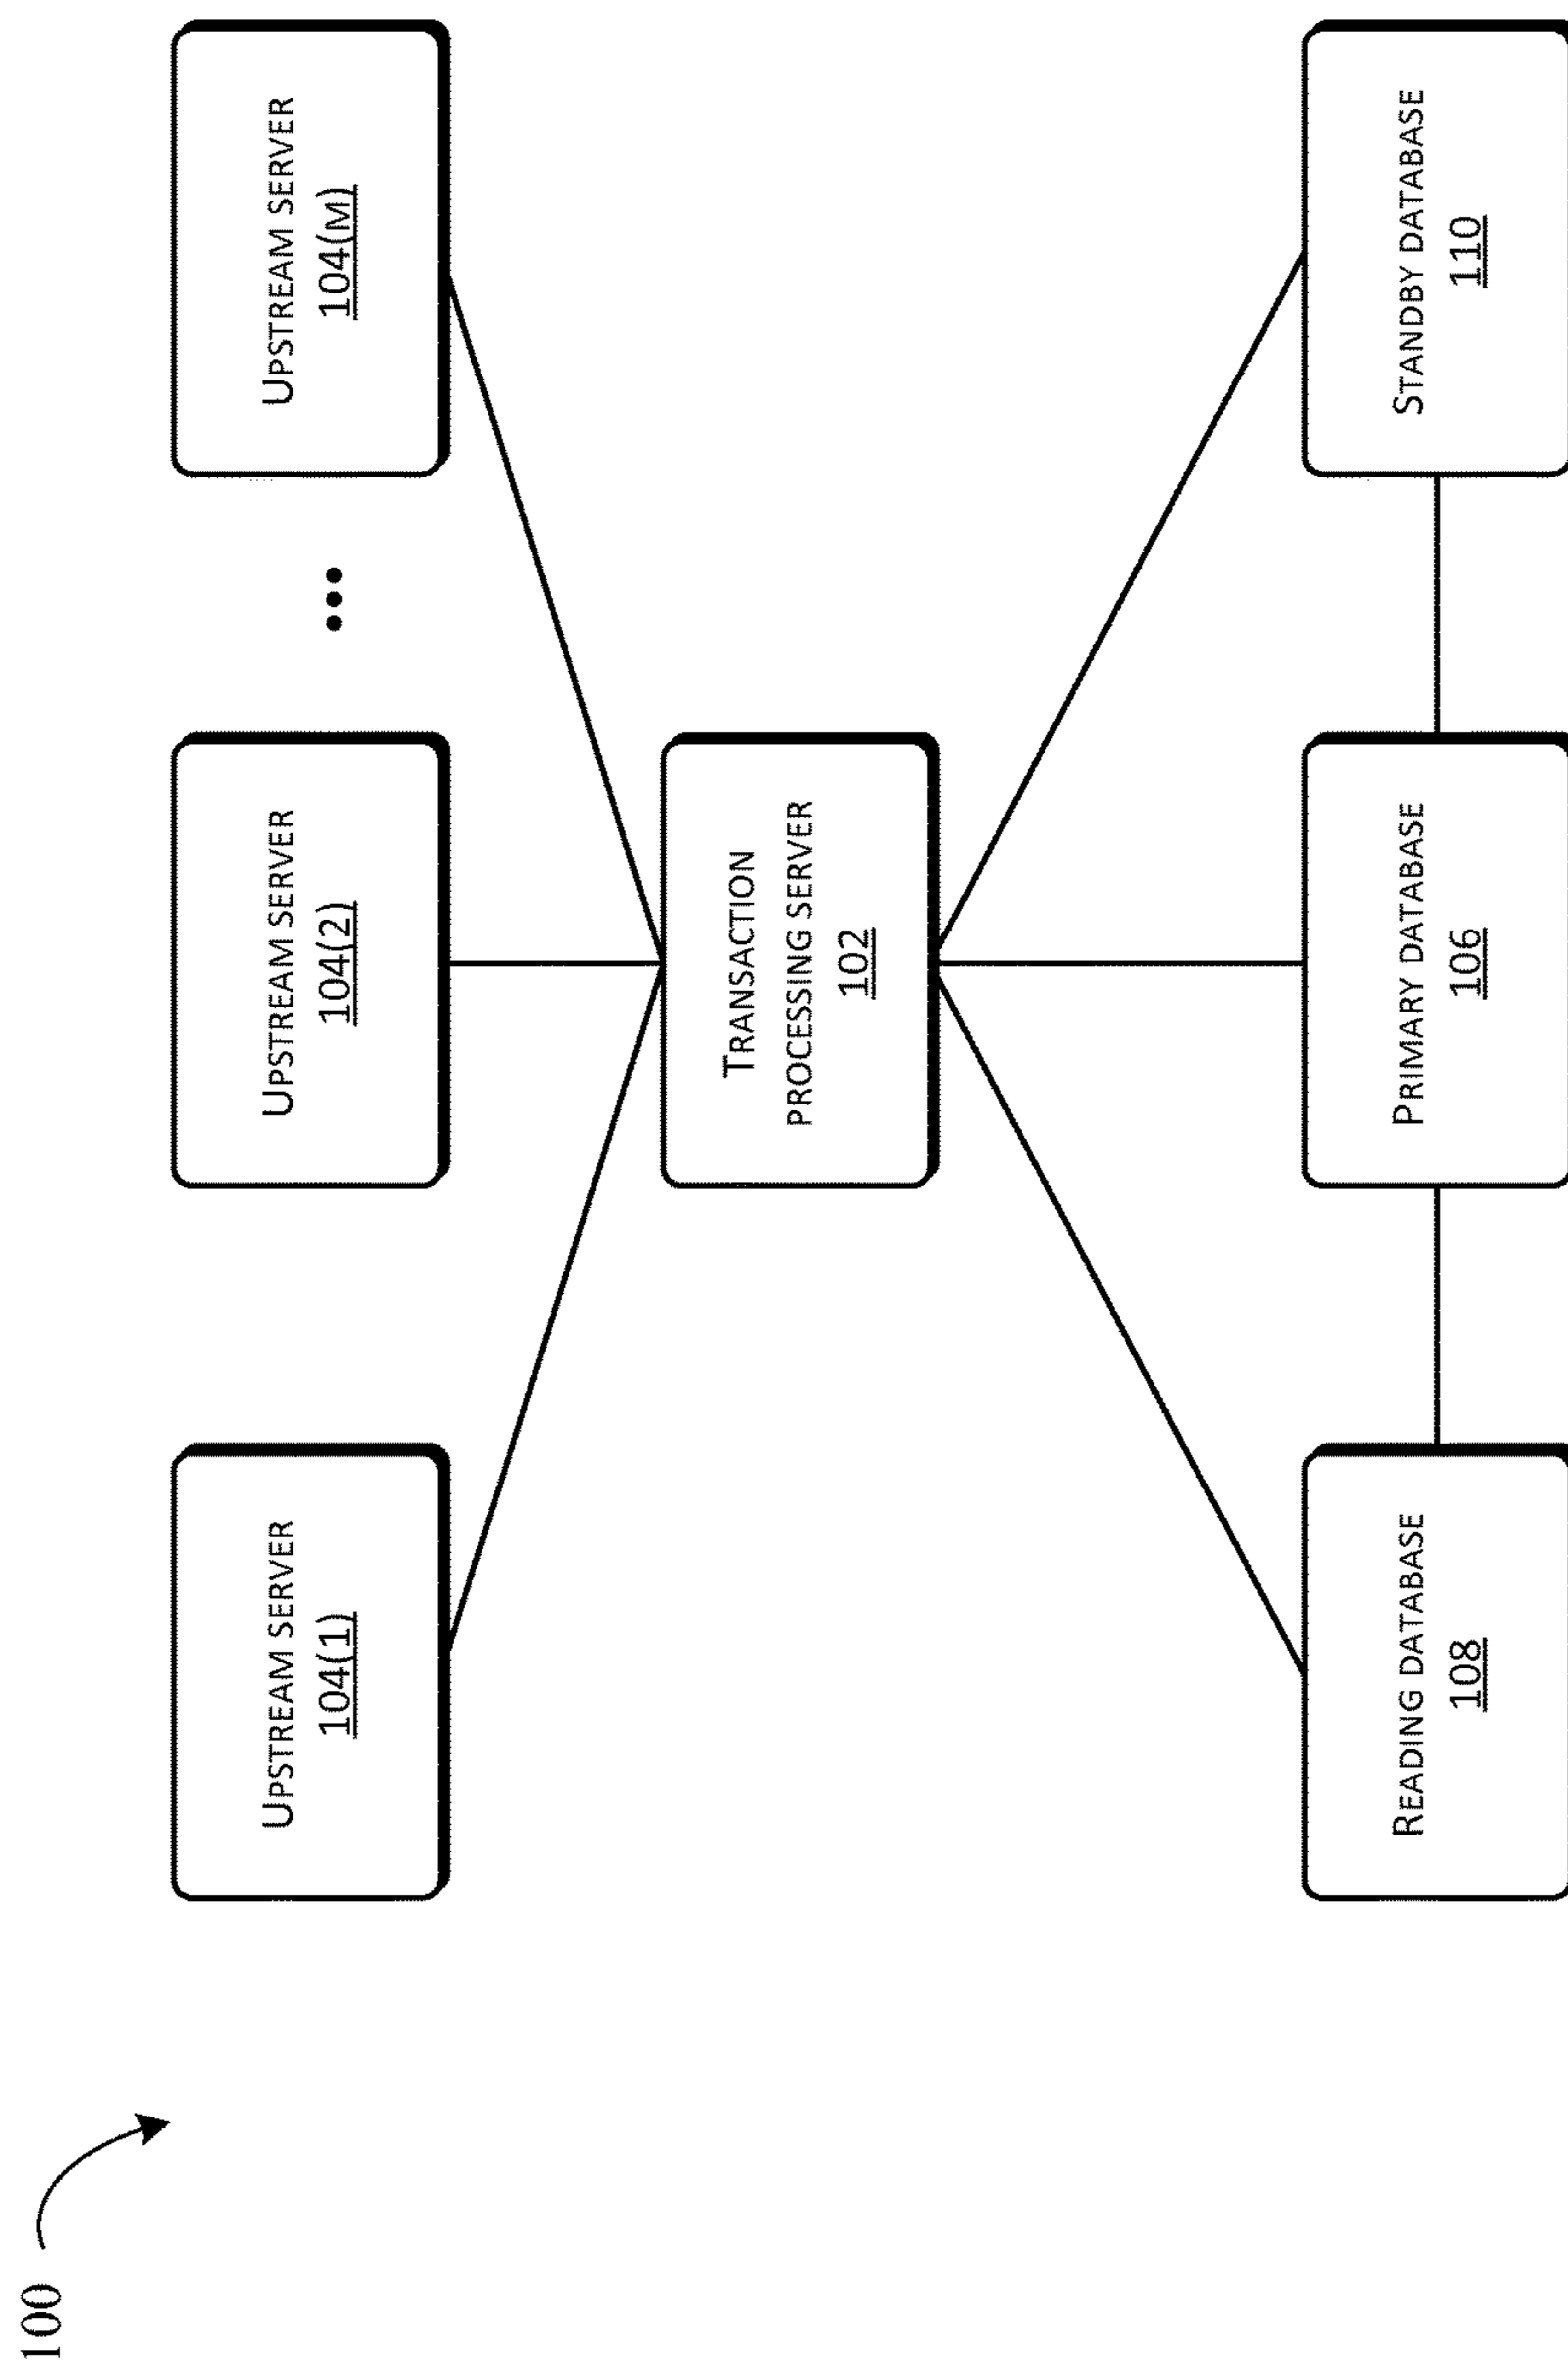 100
Upstream server
104(1)
Upstream server
104(2)
...
Upstream server
104(m)
Transaction
processing server
102
Reading database
108
Primary database
106
Standby database
110